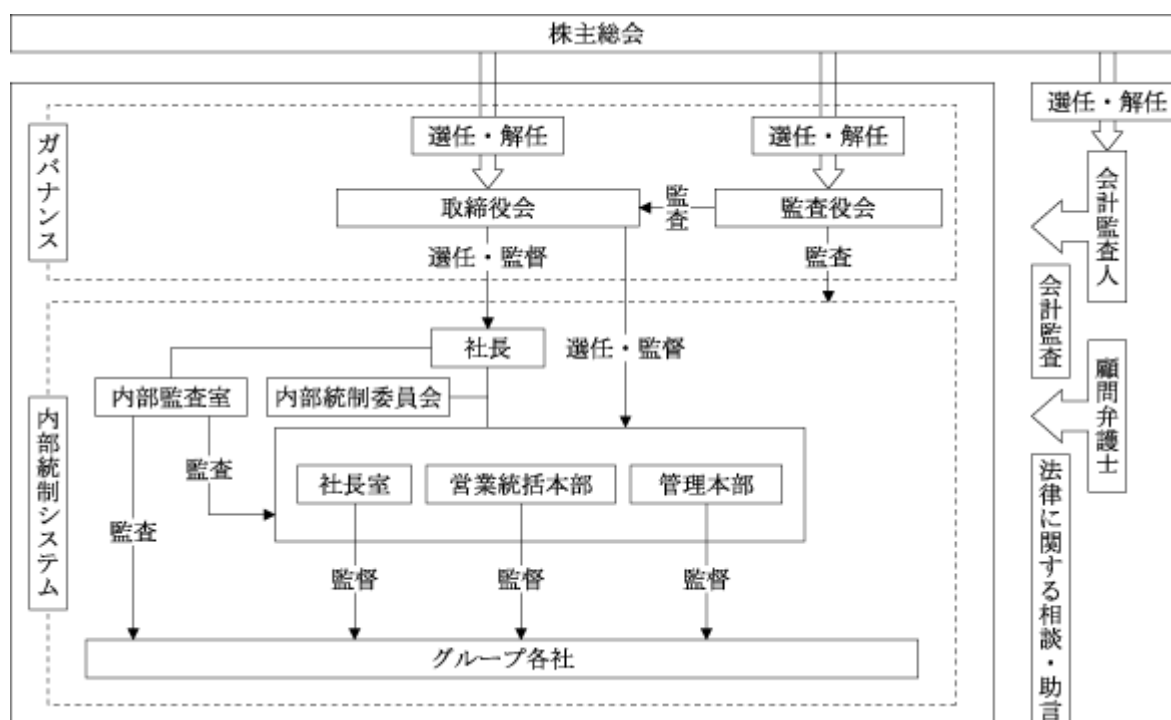 株主総会
選任・解任
選任・解任
選任・解任
ガバナンス
取締役会
監査
監査役会
会計監査人
選任・監督
監査
会計監査
社長
選任・監督
顧問弁護士
内部監査室
内部統制委員会
内部統制システム
監査
社長室
営業統括本部
管理本部
法律に関する相談・助言
監査
監督
監督
監督
グループ各社